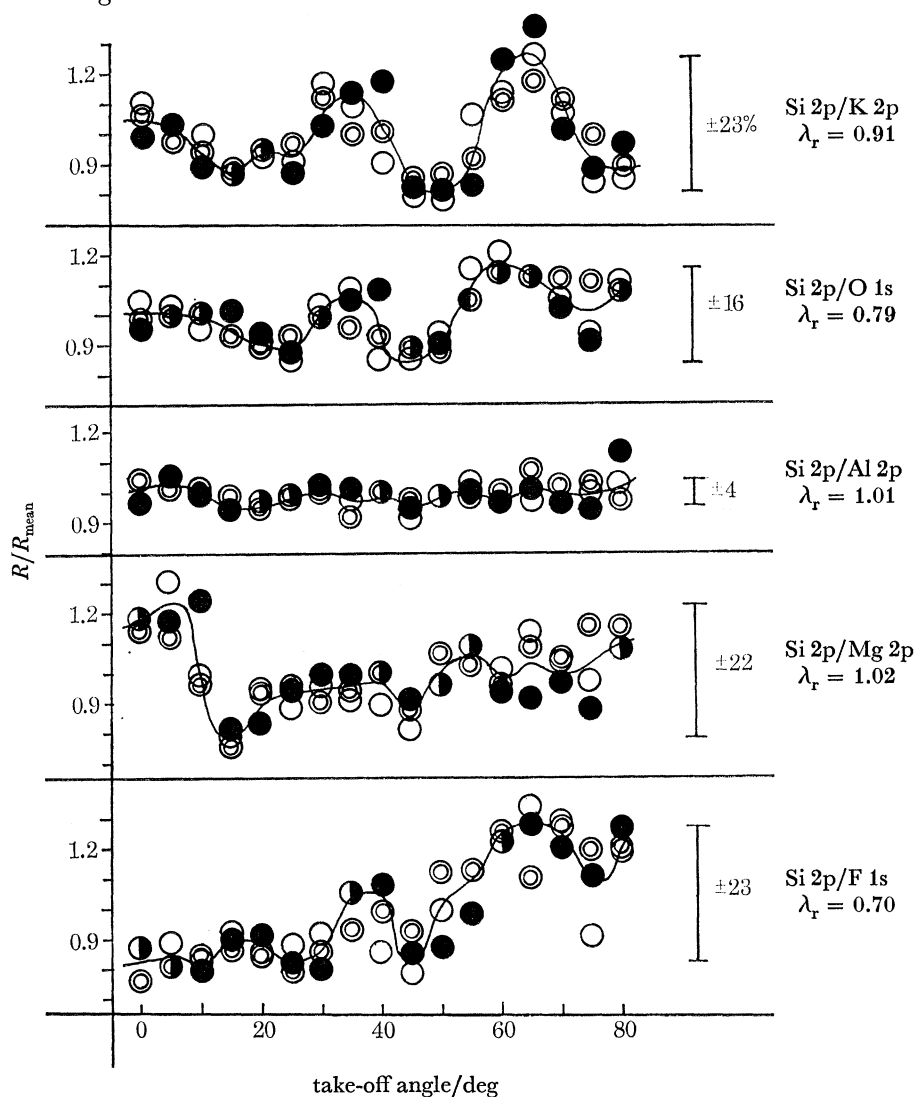 1.2
0.9
±23%
Si 2p/K 2p
λr = 0.91
1.2
0.9
±16
Si 2p/O 1s
λr = 0.79
1.2
0.9
±4
Si 2p/Al 2p
λr = 1.01
R/Rmean
1.2
0.9
±22
Si 2p/Mg 2p
λr = 1.02
1.2
0.9
±23
Si 2p/F 1s
λr = 0.70
0 20 40 60 80
take-off angle/deg